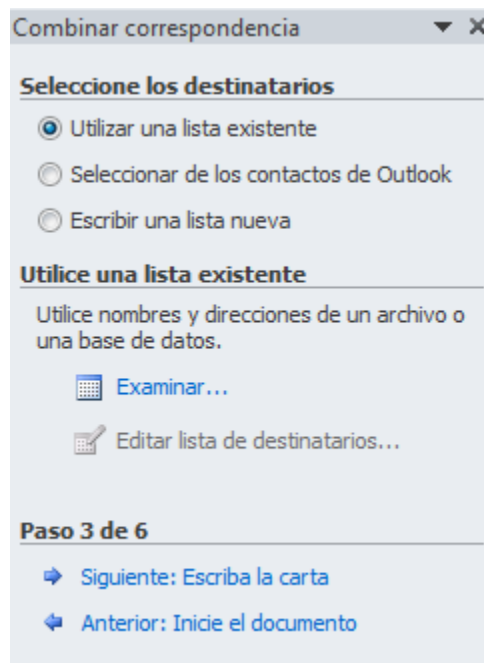 Combinar correspondencia
Seleccione los destinatarios
Utilizar una lista existente
Seleccionar de los contactos de Outlook
Escribir una lista nueva
Utilice una lista existente
Utilice nombres y direcciones de un archivo o
una base de datos.
Examinar...
Editar lista de destinatarios...
Paso 3 de 6
Siguiente: Escriba la carta
Anterior: Inicie el documento